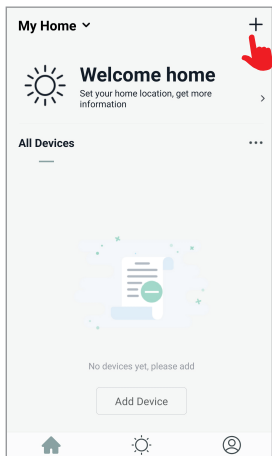 My Home
Welcome home
Set your home location, get more
information
All Devices
No devices yet, please add
Add Device